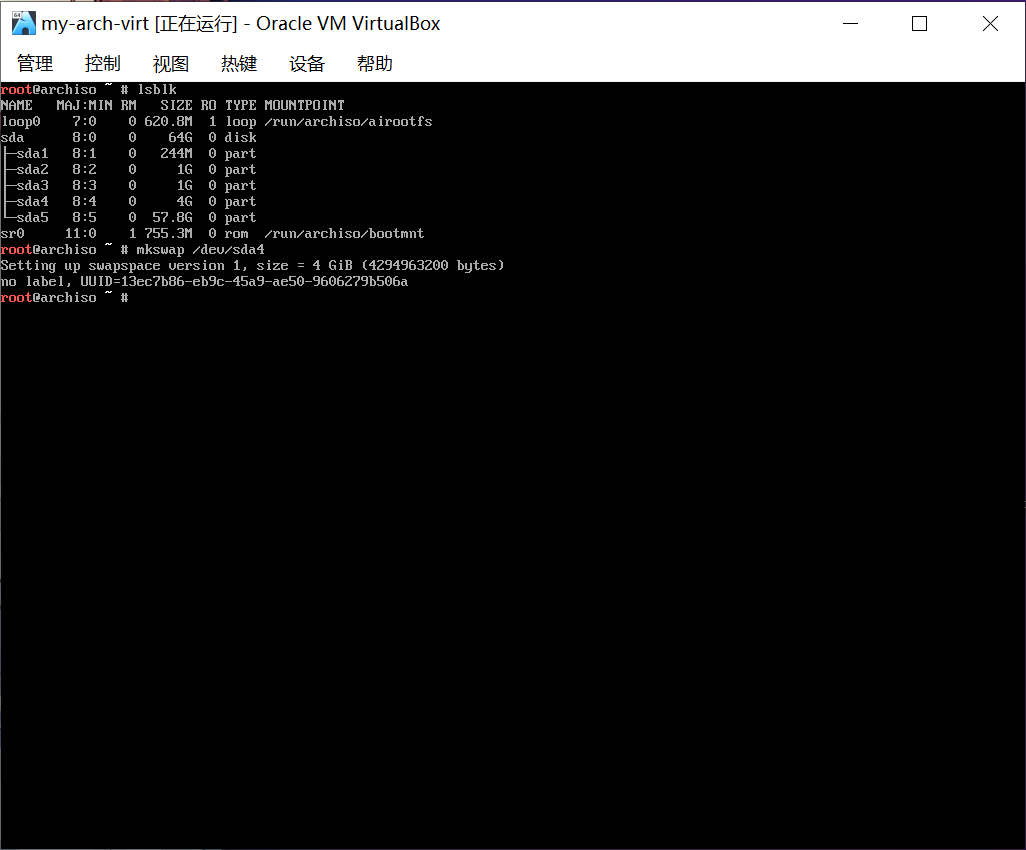 my-arch-virt [正在运行] - Oracle VM VirtualBox
管理 控制 视图 热键 设备 帮助
root@archiso ~ # lsblk
NAME   MAJ:MIN RM   SIZE RO TYPE MOUNTPOINT
loop0    7:0    0 620.8M  1 loop /run/archiso/airootfs
sda      8:0    0    64G  0 disk
├─sda1   8:1    0   244M  0 part
├─sda2   8:2    0     1G  0 part
├─sda3   8:3    0     1G  0 part
├─sda4   8:4    0     4G  0 part
└─sda5   8:5    0  57.8G  0 part
sr0     11:0    1 755.3M  0 rom  /run/archiso/bootmnt
root@archiso ~ # mkswap /dev/sda4
Setting up swapspace version 1, size = 4 GiB (4294963200 bytes)
no label, UUID=13ec7b86-eb9c-45a9-ae50-9606279b506a
root@archiso ~ #